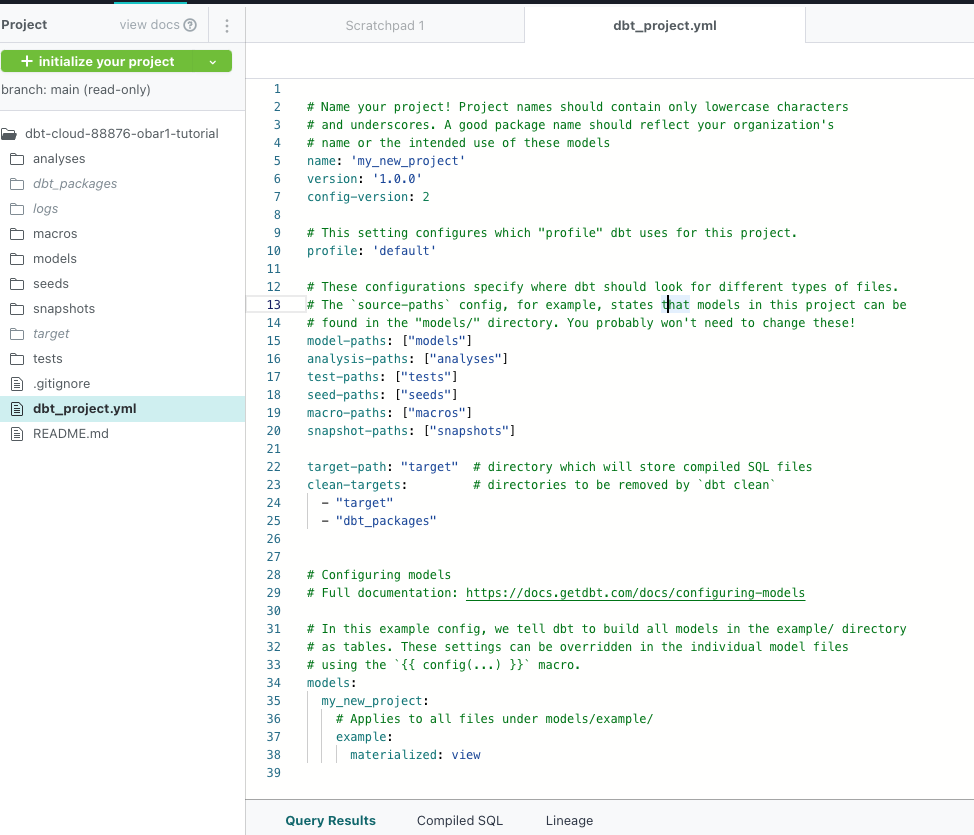 Project
view docs
initialize your project
branch: main (read-only)
dbt-cloud-88876-obar1-tutorial
analyses
dbt_packages
logs
macros
models
seeds
snapshots
target
tests
.gitignore
dbt_project.yml
README.md
Scratchpad 1
dbt_project.yml
1
2 # Name your project! Project names should contain only lowercase characters
3 # and underscores. A good package name should reflect your organization's
4 # name or the intended use of these models
5 name: 'my_new_project'
6 version: '1.0.0'
7 config-version: 2
8
9 # This setting configures which "profile" dbt uses for this project.
10 profile: 'default'
11
12 # These configurations specify where dbt should look for different types of files.
13 # The `source-paths` config, for example, states that models in this project can be
14 # found in the "models/" directory. You probably won't need to change these!
15 model-paths: ["models"]
16 analysis-paths: ["analyses"]
17 test-paths: ["tests"]
18 seed-paths: ["seeds"]
19 macro-paths: ["macros"]
20 snapshot-paths: ["snapshots"]
21
22 target-path: "target"  # directory which will store compiled SQL files
23 clean-targets:         # directories to be removed by `dbt clean`
24   - "target"
25   - "dbt_packages"
26
27
28 # Configuring models
29 # Full documentation: https://docs.getdbt.com/docs/configuring-models
30
31 # In this example config, we tell dbt to build all models in the example/ directory
32 # as tables. These settings can be overridden in the individual model files
33 # using the `{{ config(...) }}` macro.
34 models:
35   my_new_project:
36     # Applies to all files under models/example/
37     example:
38       materialized: view
39
Query Results
Compiled SQL
Lineage